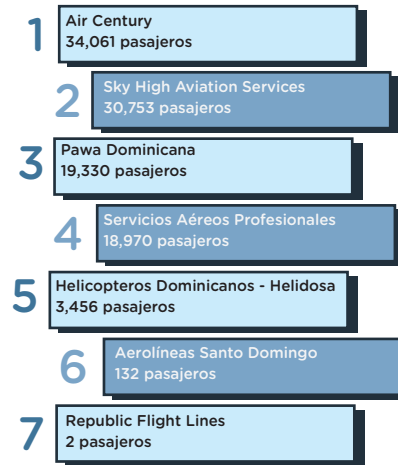 1
Air Century
34,061 pasajeros
2
Sky High Aviation Services
30,753 pasajeros
3
Pawa Dominicana
19,330 pasajeros
4
Servicios Aéreos Profesionales
18,970 pasajeros
5
Helicopteros Dominicanos - Helidosa
3,456 pasajeros
6
Aerolíneas Santo Domingo
132 pasajeros
7
Republic Flight Lines
2 pasajeros